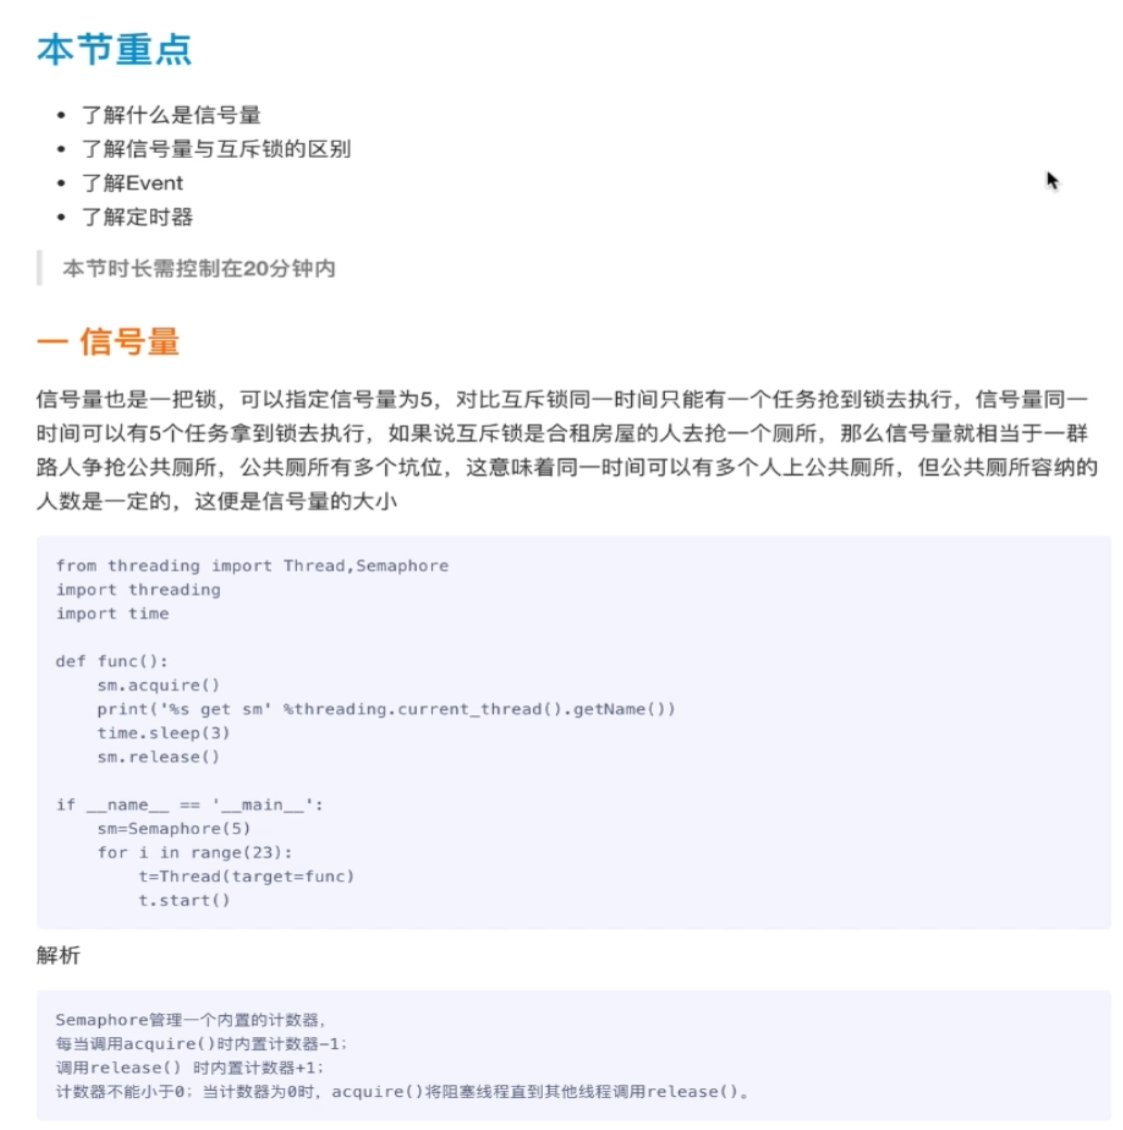 本节重点
• 了解什么是信号量
• 了解信号量与互斥锁的区别
• 了解Event
• 了解定时器
本节时长需控制在20分钟内
一 信号量
信号量也是一把锁，可以指定信号量为5，对比互斥锁同一时间只能有一个任务抢到锁去执行，信号量同一
时间可以有5个任务拿到锁去执行，如果说互斥锁是合租房屋的人去抢一个厕所，那么信号量就相当于一群
路人争抢公共厕所，公共厕所有多个坑位，这意味着同一时间可以有多个人上公共厕所，但公共厕所容纳的
人数是一定的，这便是信号量的大小
from threading import Thread,Semaphore
import threading
import time
def func():
    sm.acquire()
    print('%s get sm' %threading.current_thread().getName())
    time.sleep(3)
    sm.release()
if __name__ == '__main__':
    sm=Semaphore(5)
    for i in range(23):
        t=Thread(target=func)
        t.start()
解析
Semaphore管理一个内置的计数器，
每当调用acquire()时内置计数器-1；
调用release() 时内置计数器+1；
计数器不能小于0；当计数器为0时，acquire()将阻塞线程直到其他线程调用release()。